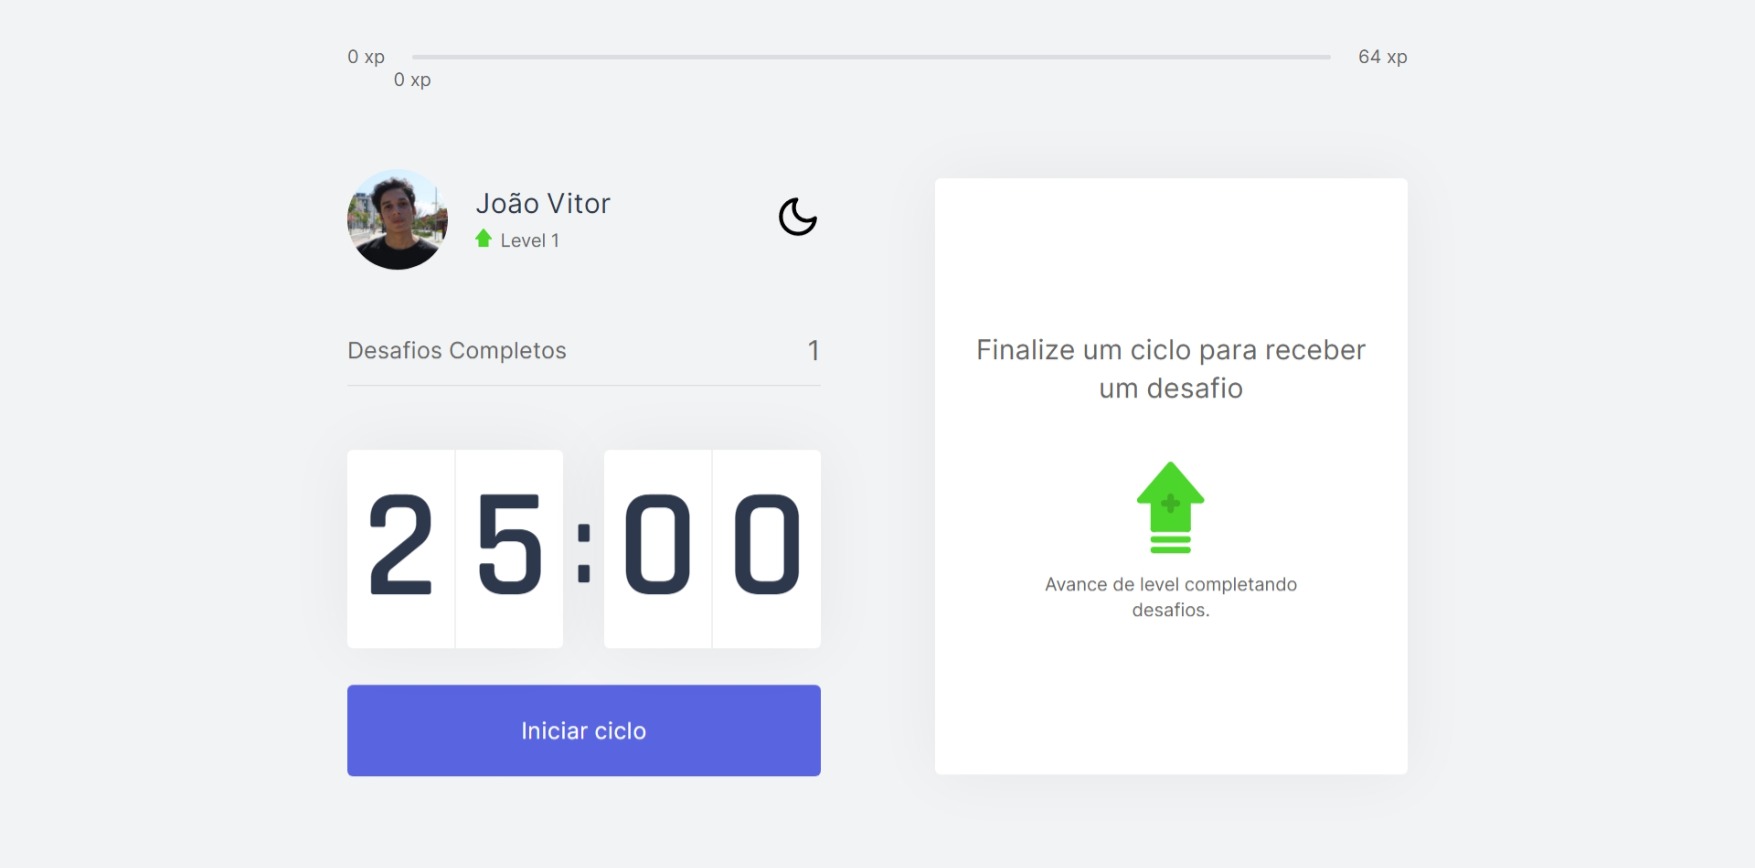 0 xp
64 xp
0 xp
João Vitor
Level 1
Desafios Completos
1
25:00
Iniciar ciclo
Finalize um ciclo para receber
um desafio
Avance de level completando
desafios.